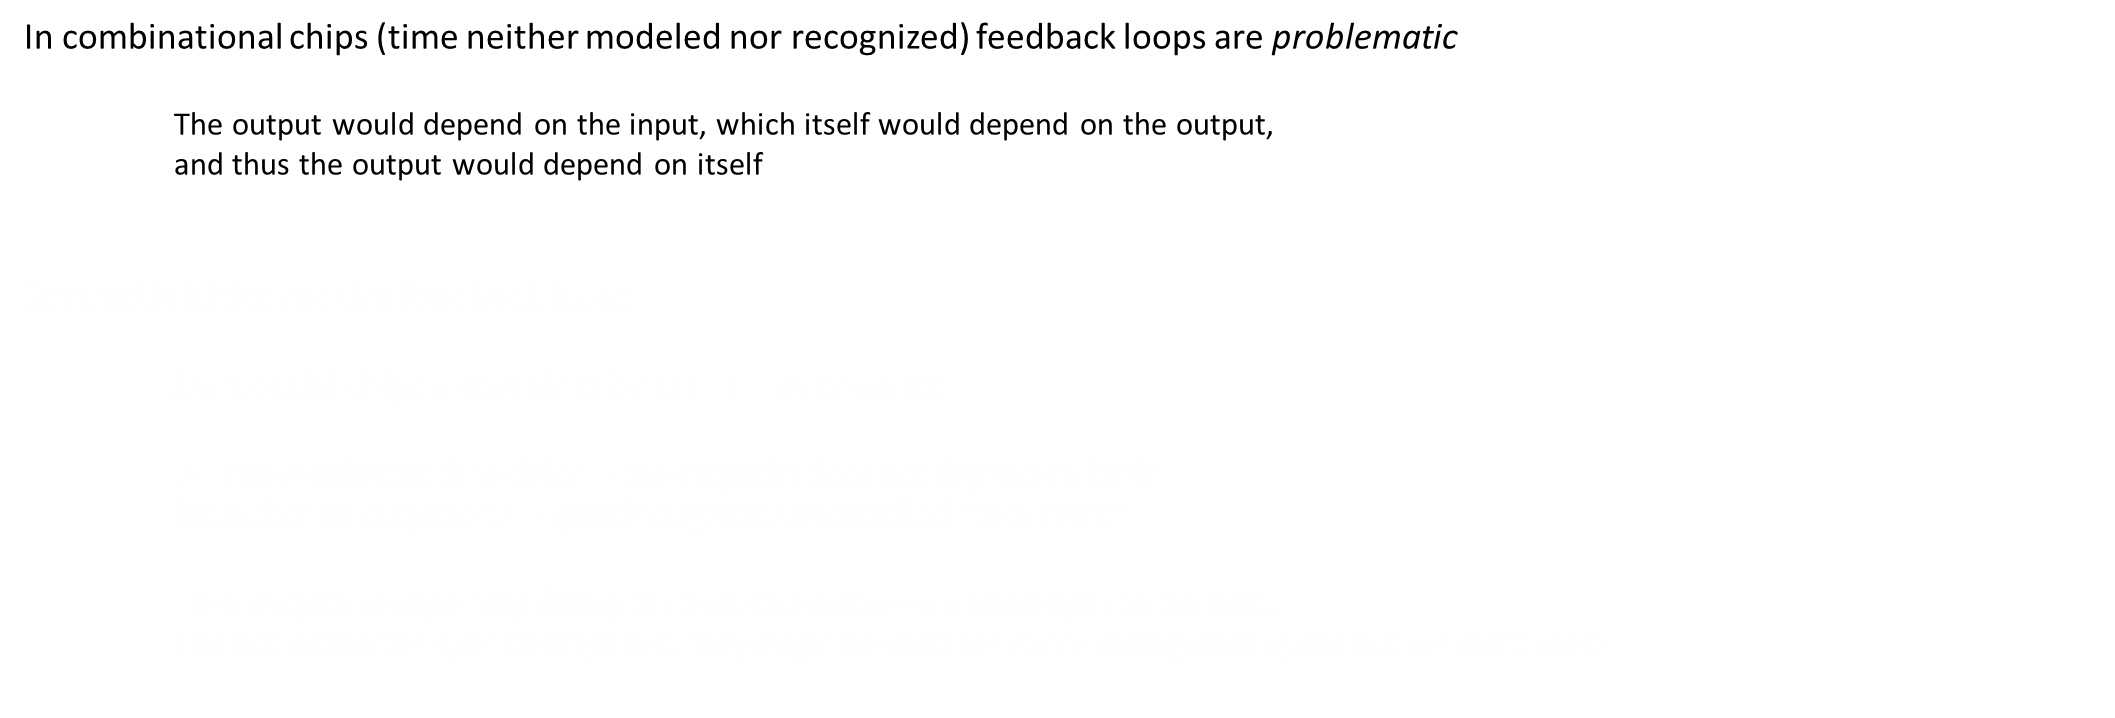 In combinational chips (time neither modeled nor recognized) feedback loops are problematic
The output would depend on the input, which itself would depend on the output,
and thus the output would depend on itself